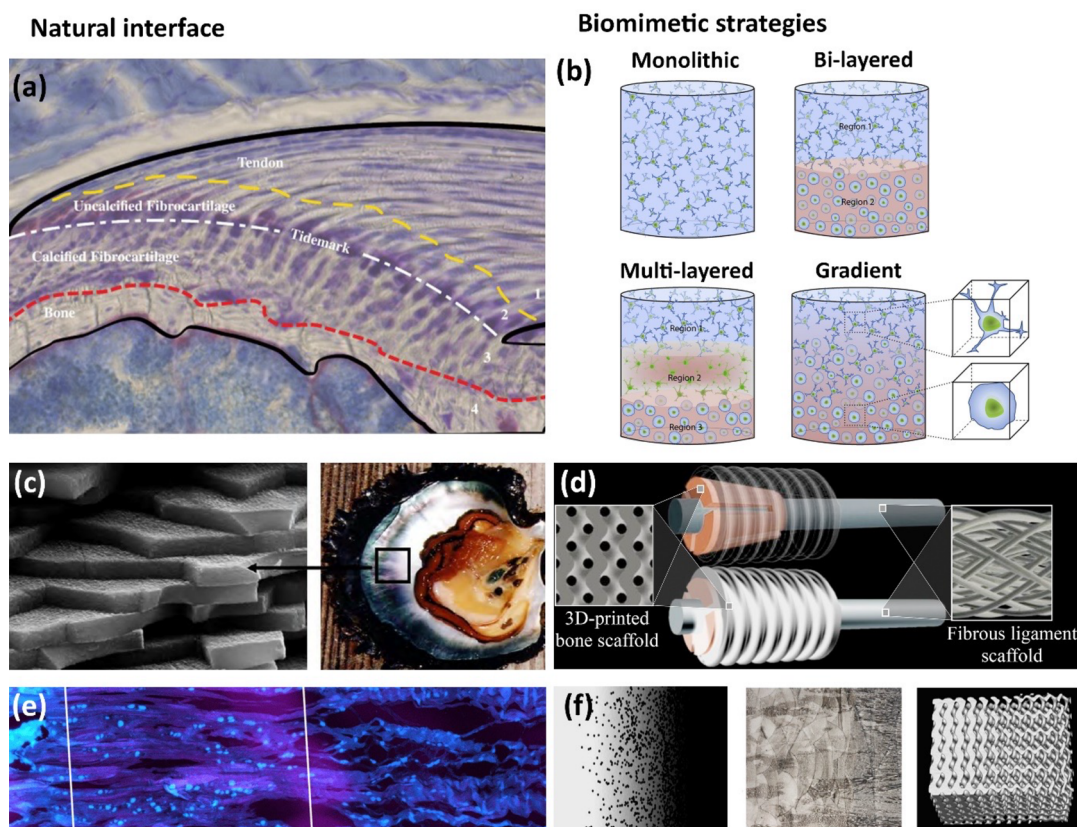 Natural interface
Biomimetic strategies
(a)
Tendon
Uncalcified Fibrocartilage
Tidemark
Calcified Fibrocartilage
Bone
1
2
3
4
(b)
Monolithic
Bi-layered
Region 1
Region 2
Multi-layered
Gradient
Region 1
Region 2
Region 3
(c)
(d)
3D-printed
bone scaffold
Fibrous ligament
scaffold
(e)
(f)